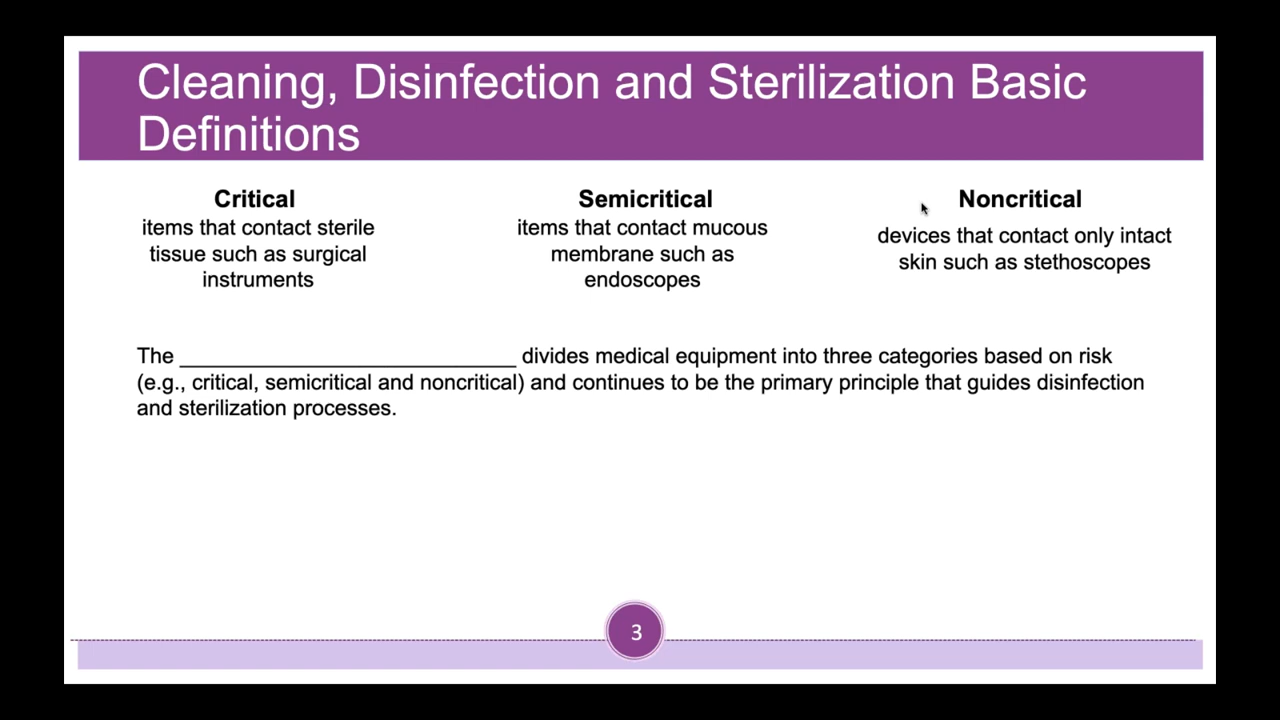 Cleaning, Disinfection and Sterilization Basic
Definitions
Critical
items that contact sterile
tissue such as surgical
instruments
Semicritical
items that contact mucous
membrane such as
endoscopes
Noncritical
devices that contact only intact
skin such as stethoscopes
The ____________________________ divides medical equipment into three categories based on risk
(e.g., critical, semicritical and noncritical) and continues to be the primary principle that guides disinfection
and sterilization processes.
3